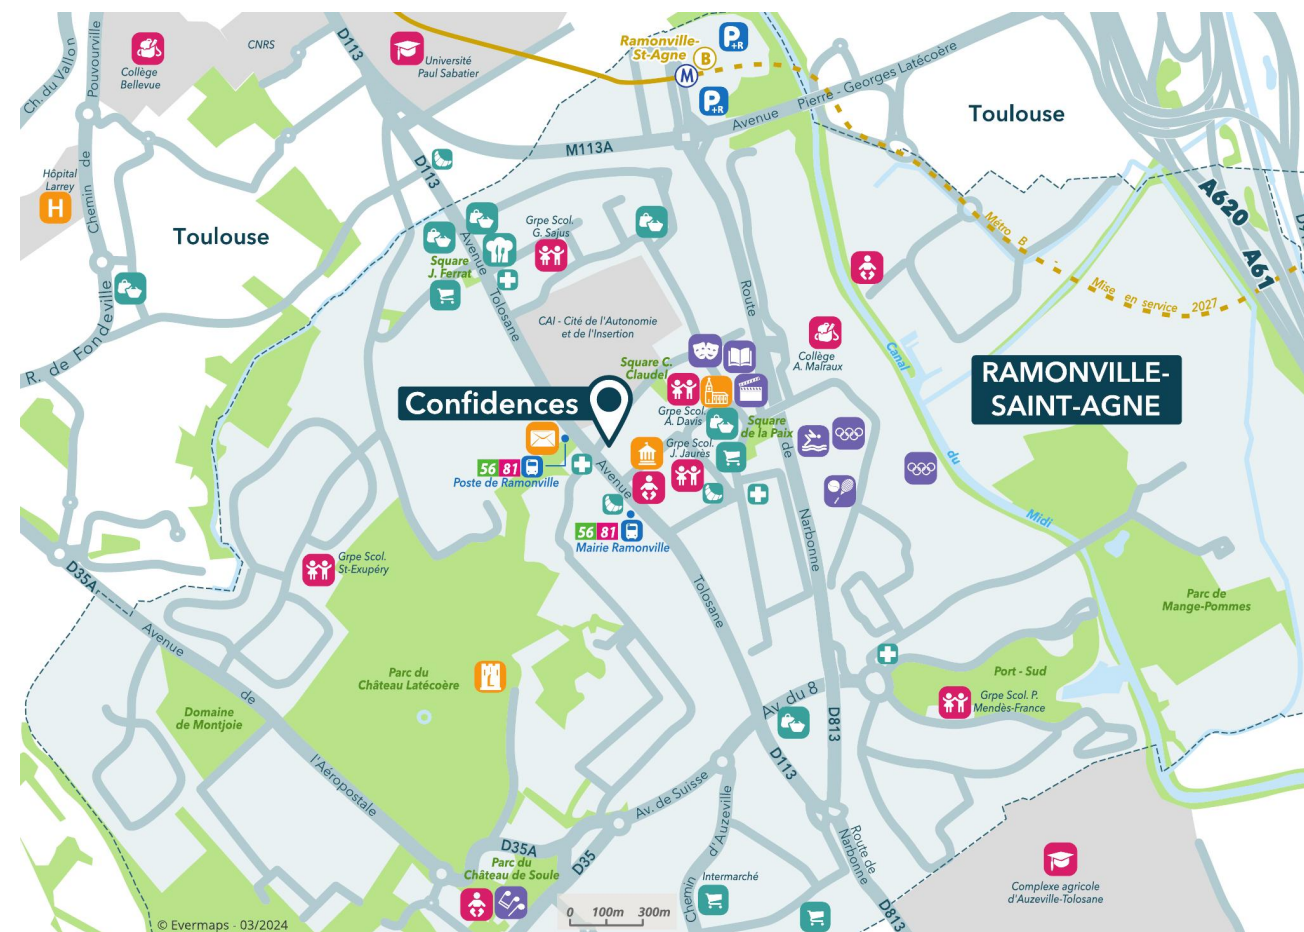 Ch. du Vallon
Pouvourville
de
Chemin
Collège
Bellevue
CNRS
D113
Université
Paul Sabatier
Ramonville-
St-Agne
B
M
P+R
P+R
Avenue Pierre - Georges Latécoère
Toulouse
M113A
D113
Hôpital
Larrey
H
Toulouse
R. de Fondeville
Square
J. Ferrat
Avenue
Tolosane
Grpe Scol.
G. Sajus
CAI - Cité de l'Autonomie
et de l'Insertion
Route
de
Narbonne
Métro B
Mise en service 2027
A620
A61
Canal
du
Midi
Collège
A. Malraux
RAMONVILLE-
SAINT-AGNE
Square C.
Claudel
Grpe Scol.
A. Davis
Square
de la Paix
Confidences
Grpe Scol.
J. Jaurès
56 81
Poste de Ramonville
Avenue
56 81
Mairie Ramonville
Tolosane
Grpe Scol.
St-Exupéry
D35A
Avenue
de
l'Aéropostale
Parc de
Mange-Pommes
Parc du
Château Latécoère
L
Domaine
de Montjoie
Port - Sud
Grpe Scol. P.
Mendès-France
Av. du 8
D813
D113
Av. de Suisse
D35A
D35
Parc du
Château de Soule
Chemin
d'Auzeville
Intermarché
Route de
Narbonne
D813
Complexe agricole
d'Auzeville-Tolosane
0 100m 300m
© Evermaps - 03/2024